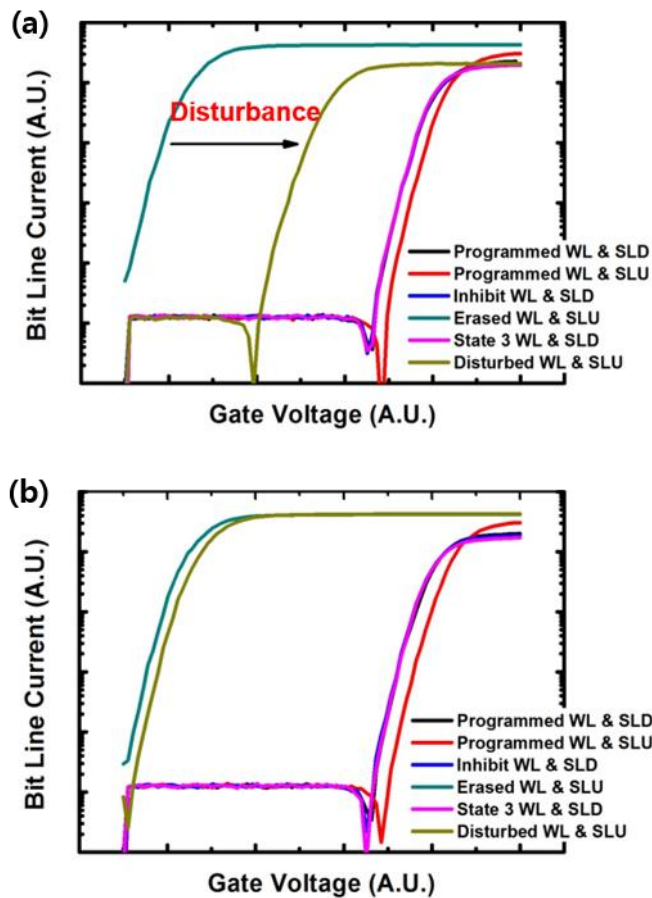 (a)
Disturbance
Bit Line Current (A.U.)
Programmed WL & SLD
Programmed WL & SLU
Inhibit WL & SLD
Erased WL & SLU
State 3 WL & SLD
Disturbed WL & SLU
Gate Voltage (A.U.)
(b)
Bit Line Current (A.U.)
Programmed WL & SLD
Programmed WL & SLU
Inhibit WL & SLD
Erased WL & SLU
State 3 WL & SLD
Disturbed WL & SLU
Gate Voltage (A.U.)